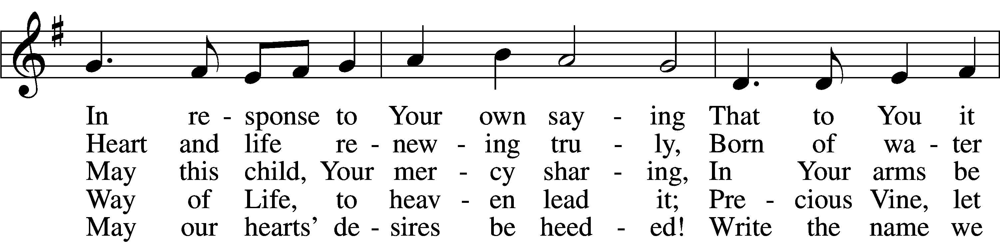 In re - sponse to Your own say - ing That to You it
Heart and life re - new - ing tru - ly, Born of wa - ter
May this child, Your mer - cy shar - ing, In Your arms be
Way of Life, to heav - en lead it; Pre - cious Vine, let
May our hearts’ de - sires be heed - ed! Write the name we